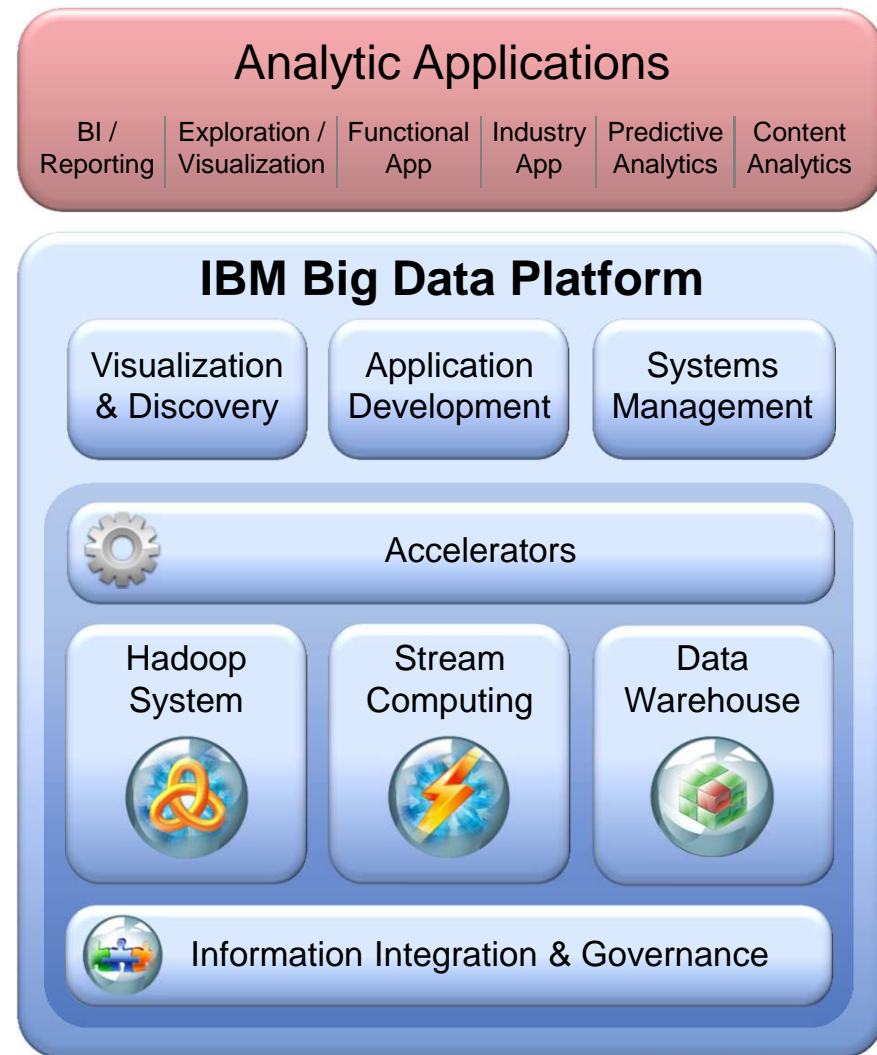 Analytic Applications
BI /
Reporting
Exploration /
Visualization
Functional
App
Industry
App
Predictive
Analytics
Content
Analytics
IBM Big Data Platform
Visualization
& Discovery
Application
Development
Systems
Management
Accelerators
Hadoop
System
Stream
Computing
Data
Warehouse
Information Integration & Governance